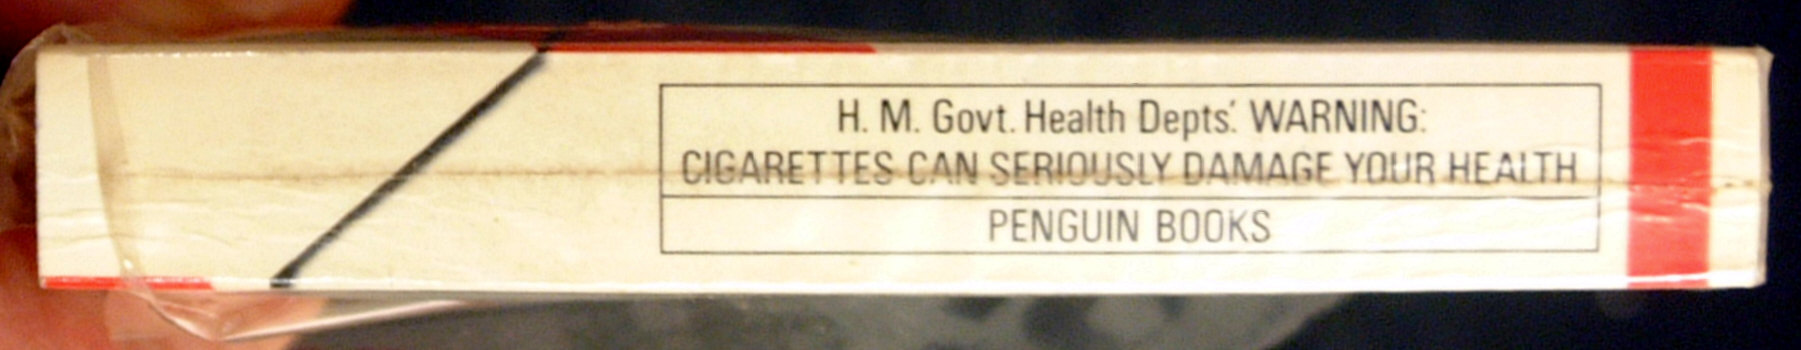 H. M. Govt. Health Depts'. WARNING:
CIGARETTES CAN SERIOUSLY DAMAGE YOUR HEALTH
PENGUIN BOOKS